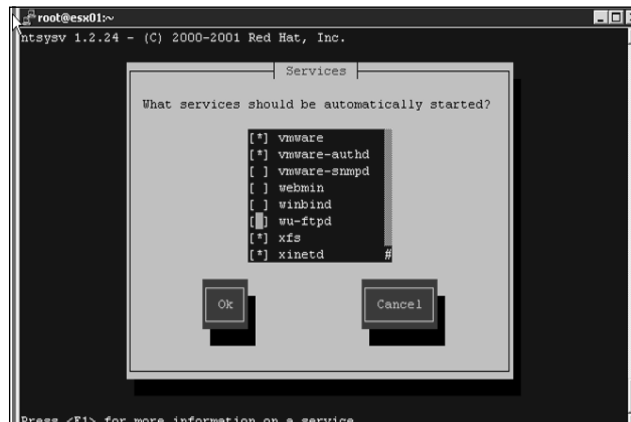 root@esx01:~
ntsysv 1.2.24 - (C) 2000-2001 Red Hat, Inc.
Services
What services should be automatically started?
[*] vmware
[*] vmware-authd
[ ] vmware-snmpd
[ ] webmin
[ ] winbind
[ ] wu-ftpd
[*] xfs
[*] xinetd #
Ok Cancel
Press <F1> for more information on a service.